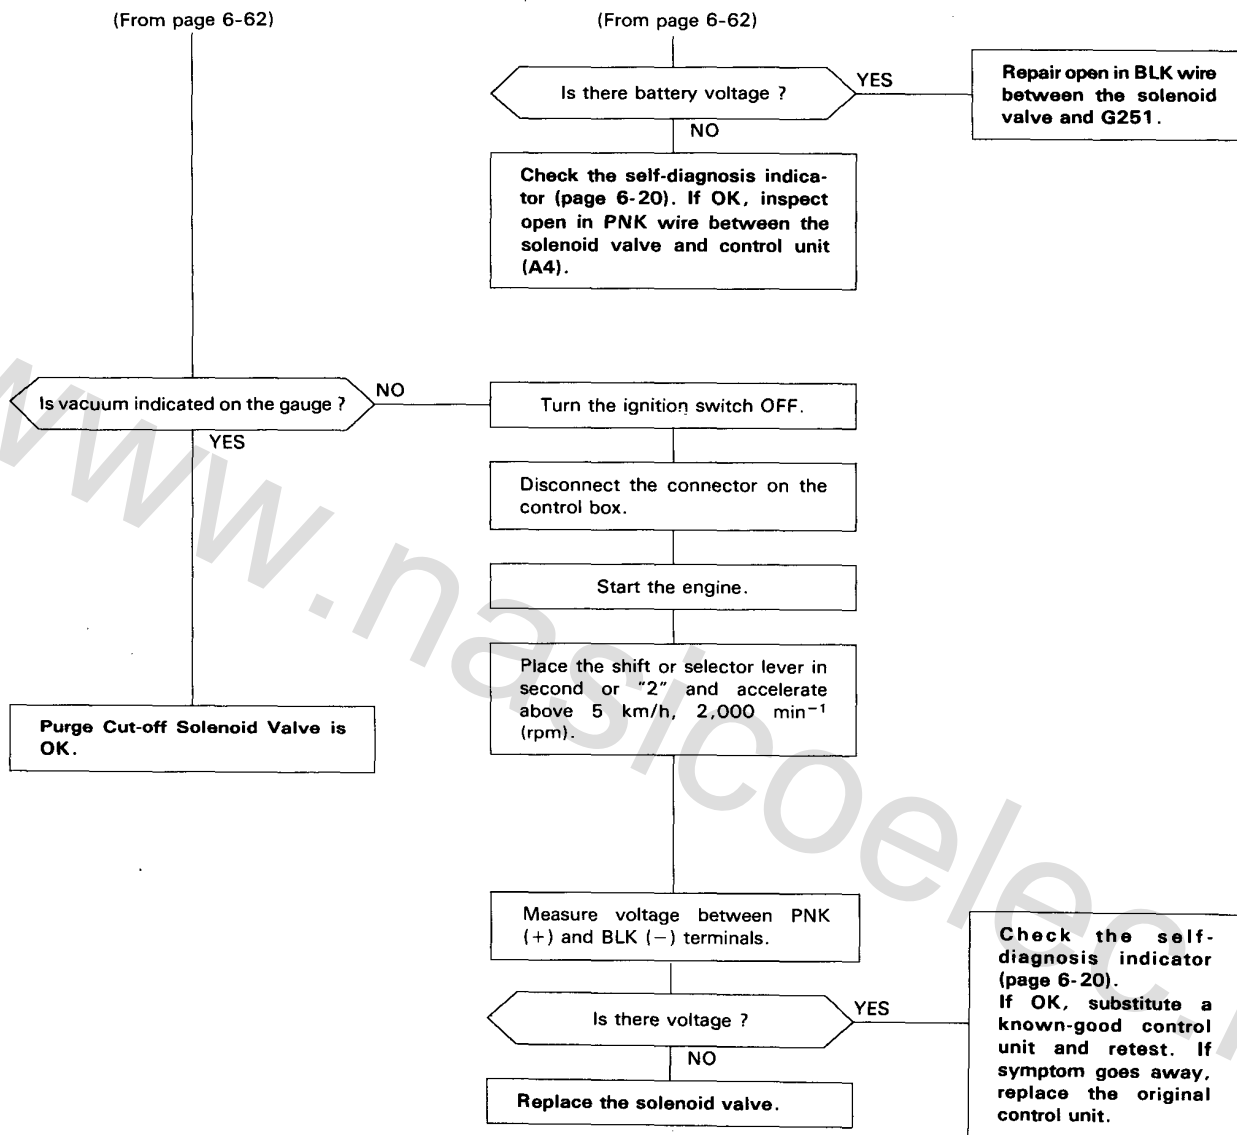 (From page 6-62)
(From page 6-62)
Is there battery voltage ?
YES
Repair open in BLK wire
between the solenoid
valve and G251.
NO
Check the self-diagnosis indica-
tor (page 6-20). If OK, inspect
open in PNK wire between the
solenoid valve and control unit
(A4).
Is vacuum indicated on the gauge ?
NO
Turn the ignition switch OFF.
YES
Disconnect the connector on the
control box.
Start the engine.
Place the shift or selector lever in
second or "2" and accelerate
above 5 km/h, 2,000 min⁻¹
(rpm).
Purge Cut-off Solenoid Valve is
OK.
Measure voltage between PNK
(+) and BLK (−) terminals.
Is there voltage ?
YES
Check the self-
diagnosis indicator
(page 6-20).
If OK, substitute a
known-good control
unit and retest. If
symptom goes away,
replace the original
control unit.
NO
Replace the solenoid valve.
www.nasicoelec.